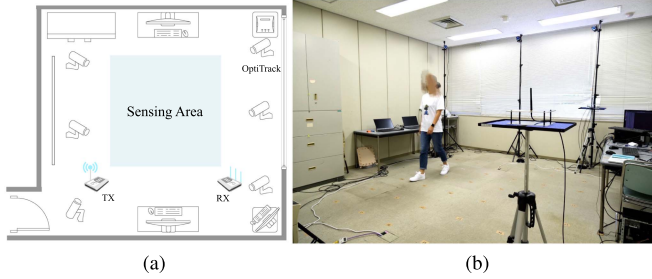 OptiTrack
Sensing Area
TX
RX
(a)
(b)